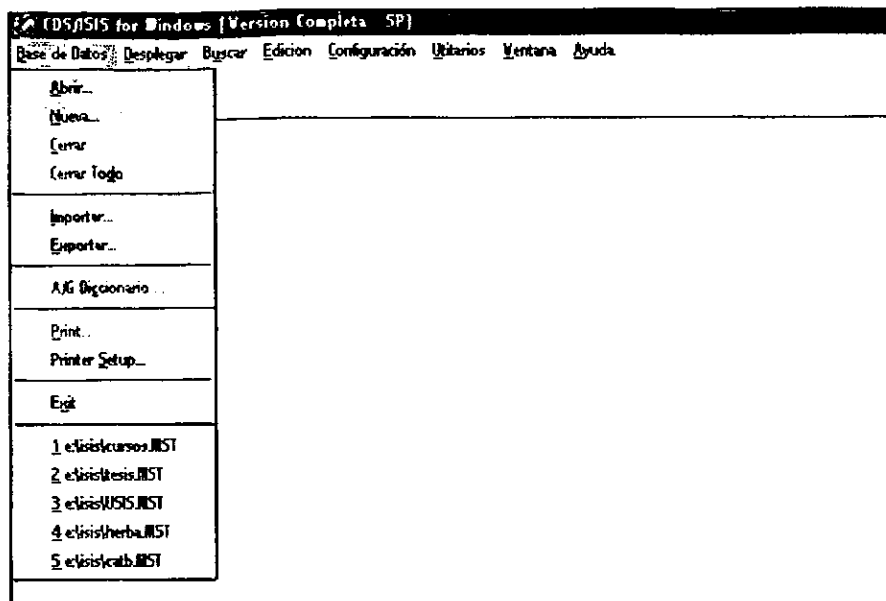 CDS/ISIS for Windows [Version Completa SP]
Base de Datos Desplegar Buscar Edicion Configuración Utitarios Ventana Ayuda
Abrir...
Nueva...
Cerrar
Cerrar Todo
Importar...
Exportar...
A/G Diccionario...
Print...
Printer Setup...
Exit
1 e:\isis\cursos.MST
2 e:\isis\tesis.MST
3 e:\isis\USIS.MST
4 e:\isis\herba.MST
5 e:\isis\catb.MST